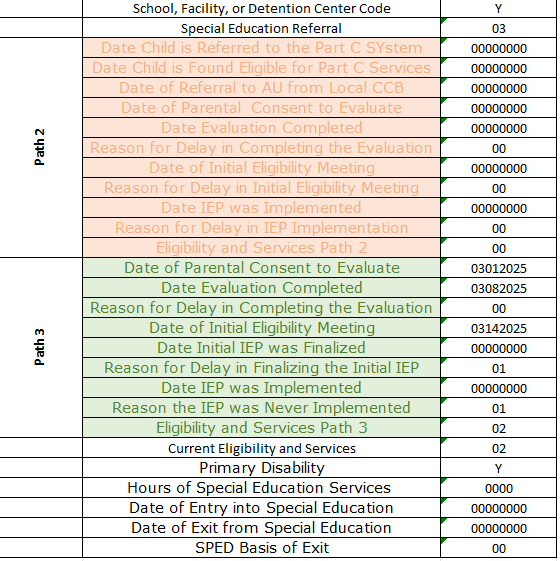 School, Facility, or Detention Center Code Y
Special Education Referral 03
Path 2
Date Child is Referred to the Part C SYstem 00000000
Date Child is Found Eligible for Part C Services 00000000
Date of Referral to AU from Local CCB 00000000
Date of Parental  Consent to Evaluate 00000000
Date Evaluation Completed 00000000
Reason for Delay in Completing the Evaluation 00
Date of Initial Eligibility Meeting 00000000
Reason for Delay in Initial Eligibility Meeting 00
Date IEP was Implemented 00000000
Reason for Delay in IEP Implementation 00
Eligibility and Services Path 2 00
Path 3
Date of Parental Consent to Evaluate 03012025
Date Evaluation Completed 03082025
Reason for Delay in Completing the Evaluation 00
Date of Initial Eligibility Meeting 03142025
Date Initial IEP was Finalized 00000000
Reason for Delay in Finalizing the Initial IEP 01
Date IEP was Implemented 00000000
Reason the IEP was Never Implemented 01
Eligibility and Services Path 3 02
Current Eligibility and Services 02
Primary Disability Y
Hours of Special Education Services 0000
Date of Entry into Special Education 00000000
Date of Exit from Special Education 00000000
SPED Basis of Exit 00